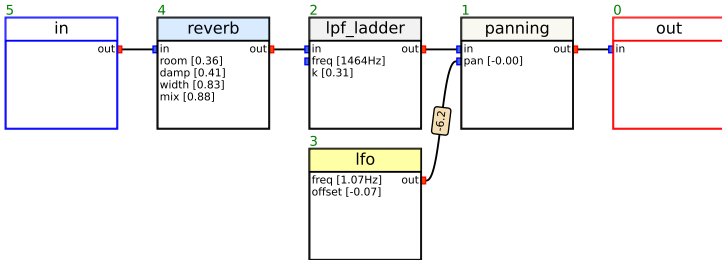 5
in
out
4
reverb
in out
room [0.36]
damp [0.41]
width [0.83]
mix [0.88]
2
lpf_ladder
in out
freq [1464Hz]
k [0.31]
1
panning
in out
pan [-0.00]
0
out
in
-6.2
3
lfo
freq [1.07Hz] out
offset [-0.07]